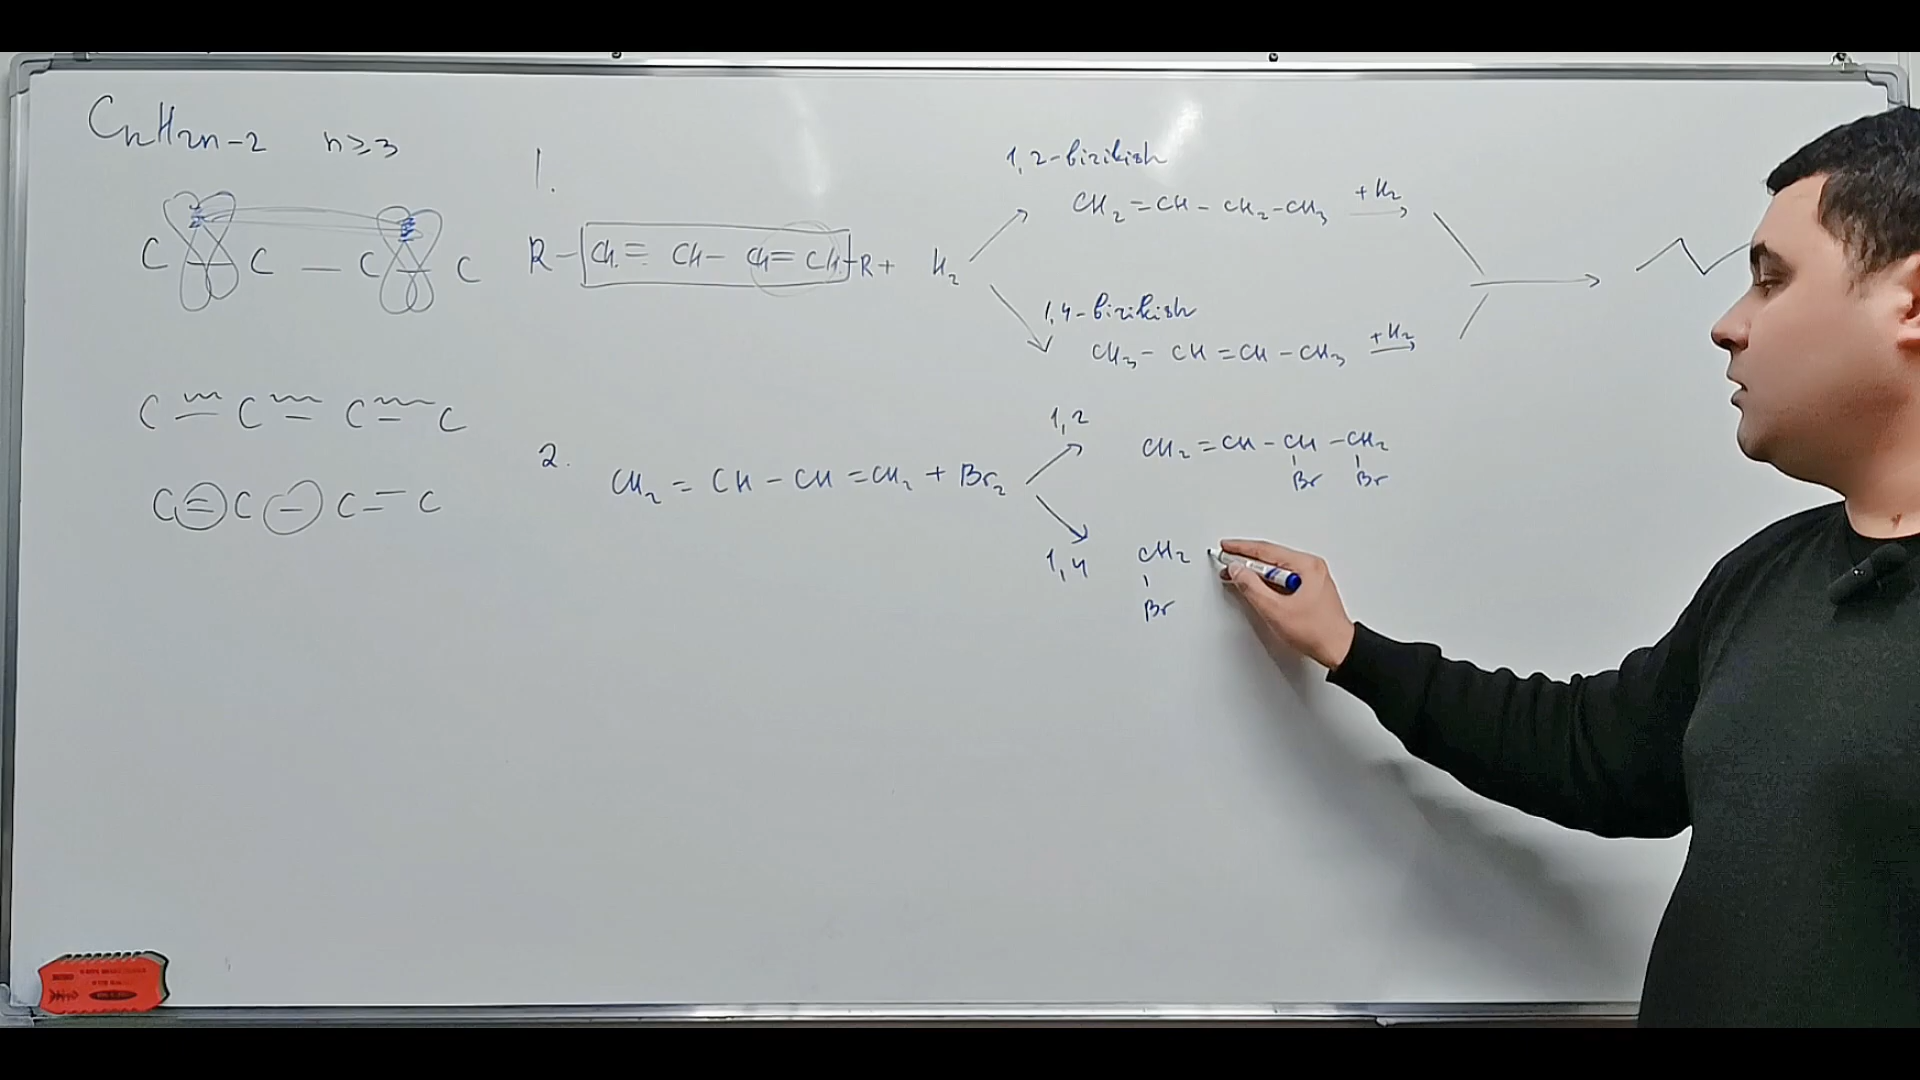 CnH2n-2 n≥3
1.
C - C — C - C
R - CH = CH - CH = CH - R + H2
1,2-birikish
CH2 = CH - CH2 - CH3 +H2
1,4-birikish
CH3 - CH = CH - CH3 +H2
C C C C
C = C - C = C
2.
CH2 = CH - CH = CH2 + Br2
1,2
CH2 = CH - CH - CH2
Br Br
1,4
CH2
Br